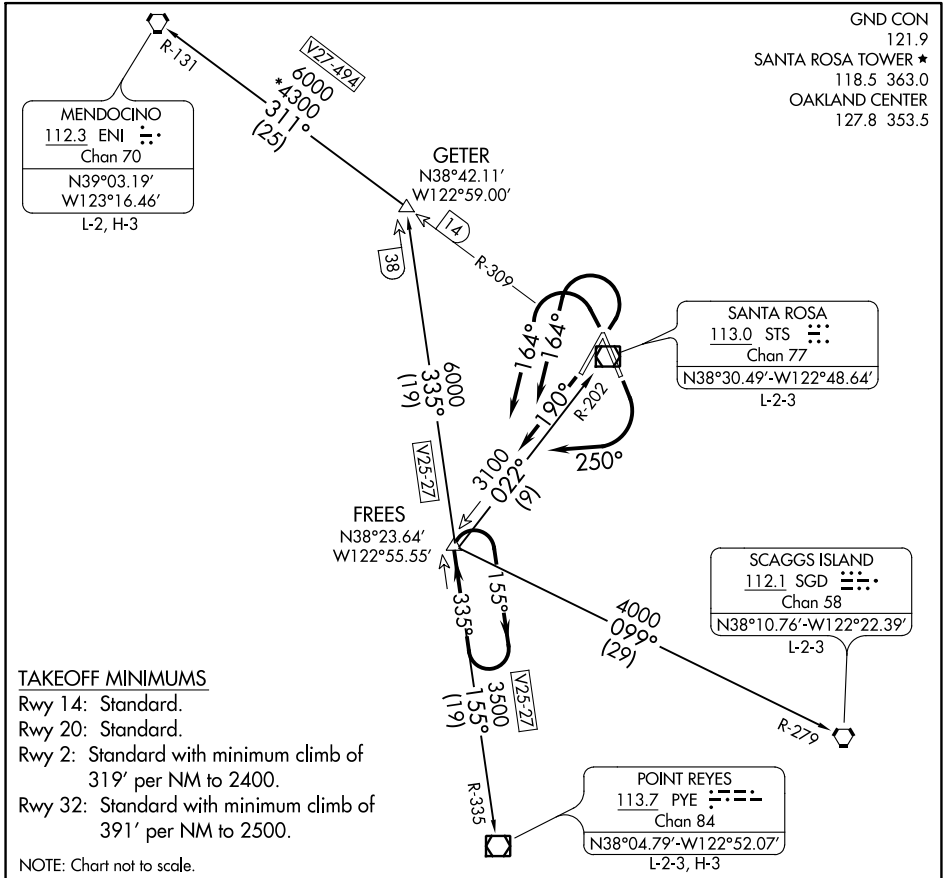 GND CON
121.9
SANTA ROSA TOWER ★
118.5 363.0
OAKLAND CENTER
127.8 353.5
R-131
V27-494
6000
*4300
311°
(25)
MENDOCINO
112.3 ENI
Chan 70
N39°03.19′
W123°16.46′
L-2, H-3
GETER
N38°42.11′
W122°59.00′
14
38
R-309
164°
164°
SANTA ROSA
113.0 STS
Chan 77
N38°30.49′-W122°48.64′
L-2-3
6000
335°
(19)
V25-27
190°
R-202
3100
022°
(9)
250°
FREES
N38°23.64′
W122°55.55′
155°
335°
4000
099°
(29)
SCAGGS ISLAND
112.1 SGD
Chan 58
N38°10.76′-W122°22.39′
L-2-3
R-279
3500
155°
(19)
V25-27
R-335
POINT REYES
113.7 PYE
Chan 84
N38°04.79′-W122°52.07′
L-2-3, H-3
TAKEOFF MINIMUMS
Rwy 14: Standard.
Rwy 20: Standard.
Rwy 2: Standard with minimum climb of
319′ per NM to 2400.
Rwy 32: Standard with minimum climb of
391′ per NM to 2500.
NOTE: Chart not to scale.